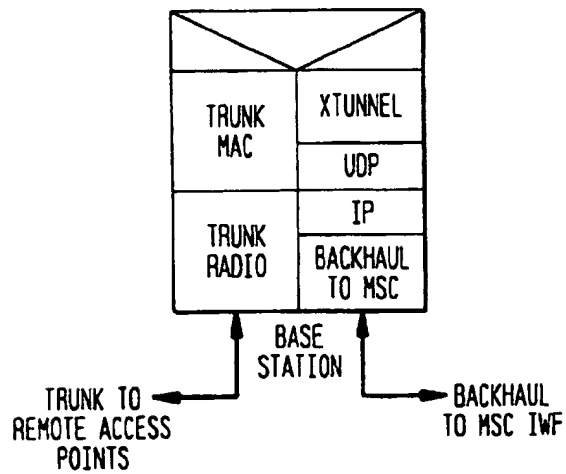 TRUNK
MAC
XTUNNEL
UDP
IP
TRUNK
RADIO
BACKHAUL
TO MSC
BASE
STATION
TRUNK TO
REMOTE ACCESS
POINTS
BACKHAUL
TO MSC IWF